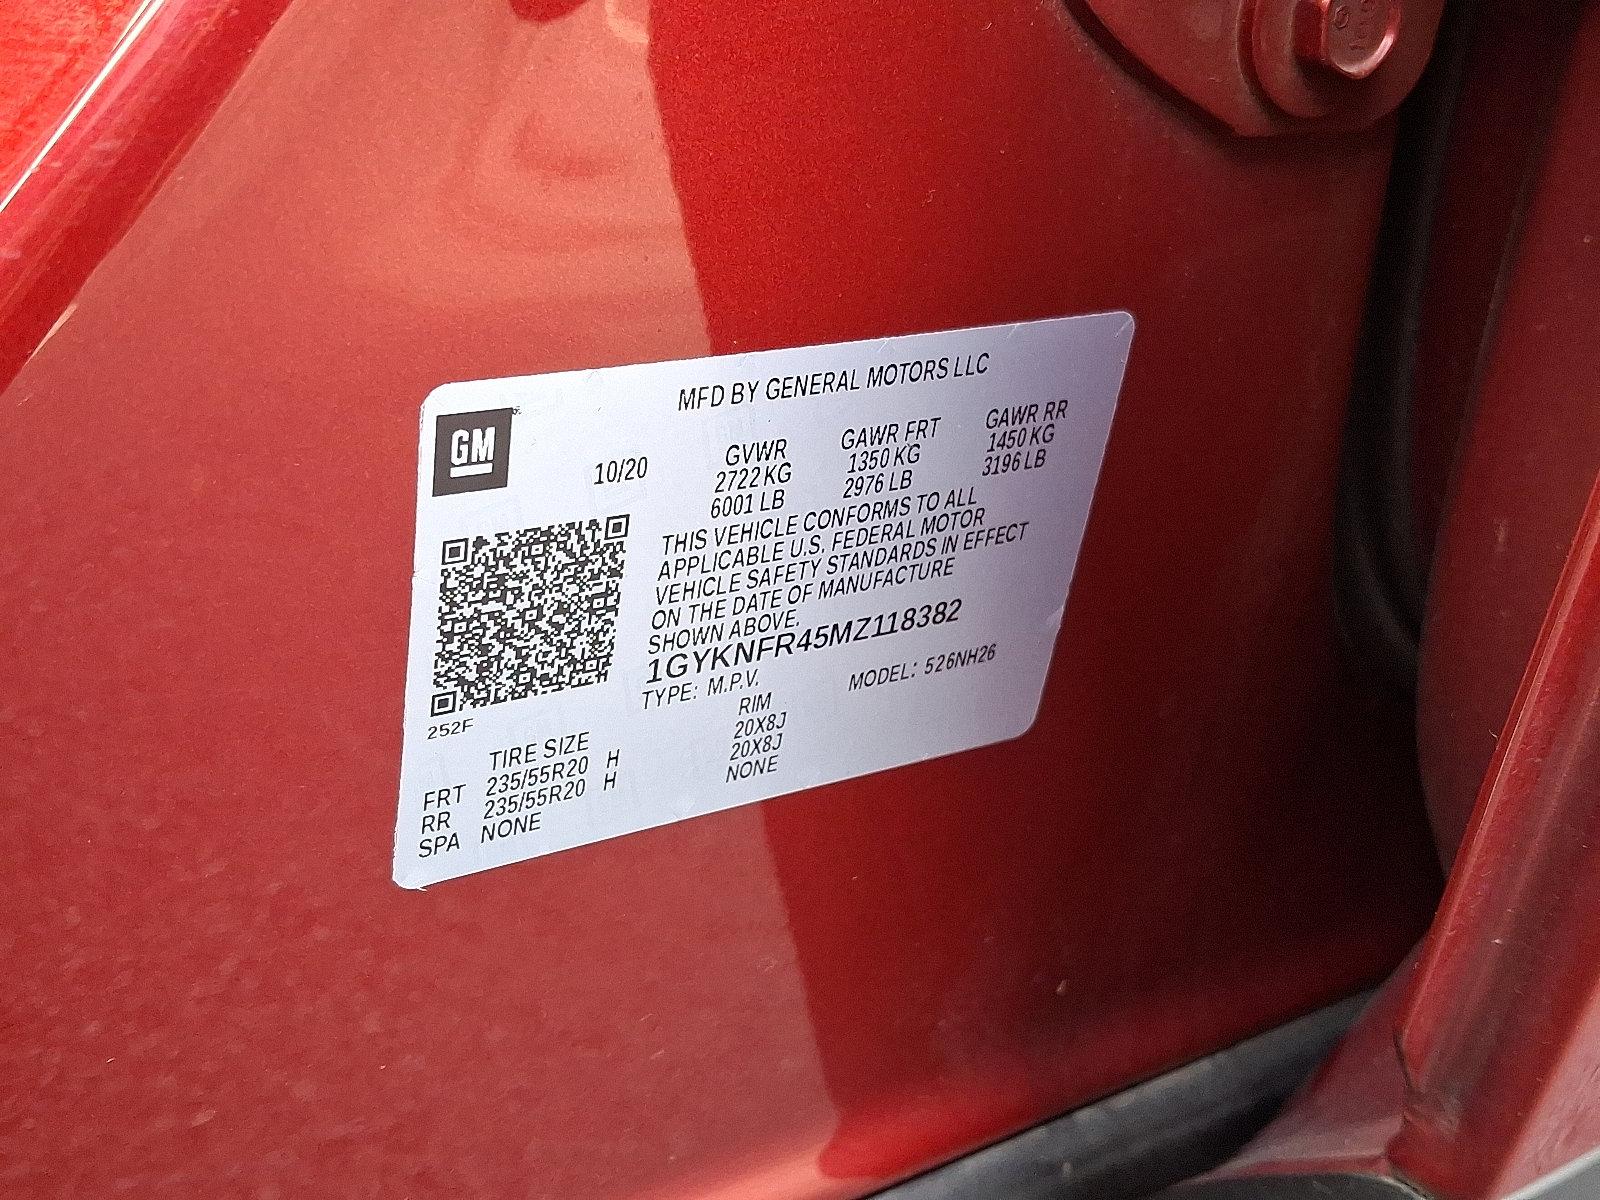 MFD BY GENERAL MOTORS LLC
GM
10/20
GVWR
2722 KG
6001 LB
GAWR FRT
1350 KG
2976 LB
GAWR RR
1450 KG
3196 LB
THIS VEHICLE CONFORMS TO ALL
APPLICABLE U.S. FEDERAL MOTOR
VEHICLE SAFETY STANDARDS IN EFFECT
ON THE DATE OF MANUFACTURE
SHOWN ABOVE.
1GYKNFR45MZ118382
TYPE: M.P.V. MODEL: 526NH26
252F
TIRE SIZE RIM
FRT 235/55R20 H 20X8J
RR 235/55R20 H 20X8J
SPA NONE NONE